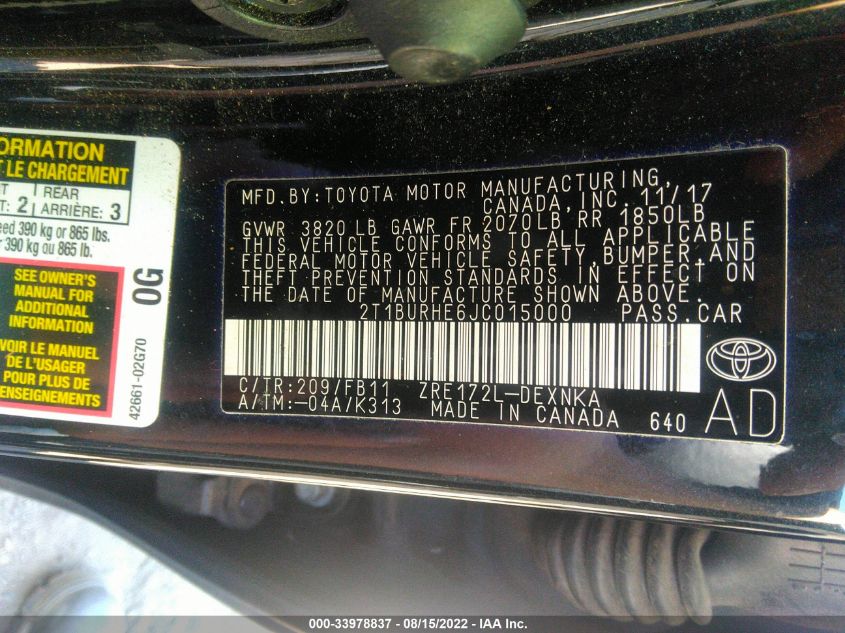 ORMATION
T LE CHARGEMENT
2 REAR
ARRIÈRE: 3
eed 390 kg or 865 lbs.
390 kg ou 865 lb.
SEE OWNER'S
MANUAL FOR
ADDITIONAL
INFORMATION
VOIR LE MANUEL
DE L'USAGER
POUR PLUS DE
RENSEIGNEMENTS
0G
42661-02G70
MFD.BY:TOYOTA MOTOR MANUFACTURING,
CANADA, INC. 11/17
GVWR 3820 LB GAWR FR 2070LB, RR 1850LB
THIS VEHICLE CONFORMS TO ALL APPLICABLE
FEDERAL MOTOR VEHICLE SAFETY, BUMPER, AND
THEFT PREVENTION STANDARDS IN EFFECT ON
THE DATE OF MANUFACTURE SHOWN ABOVE.
2T1BURHE6JC015000 PASS.CAR
C/TR:209/FB11 ZRE172L-DEXNKA
A/TM:-04A/K313 MADE IN CANADA 640
AD
000-33978837 - 08/15/2022 - IAA Inc.